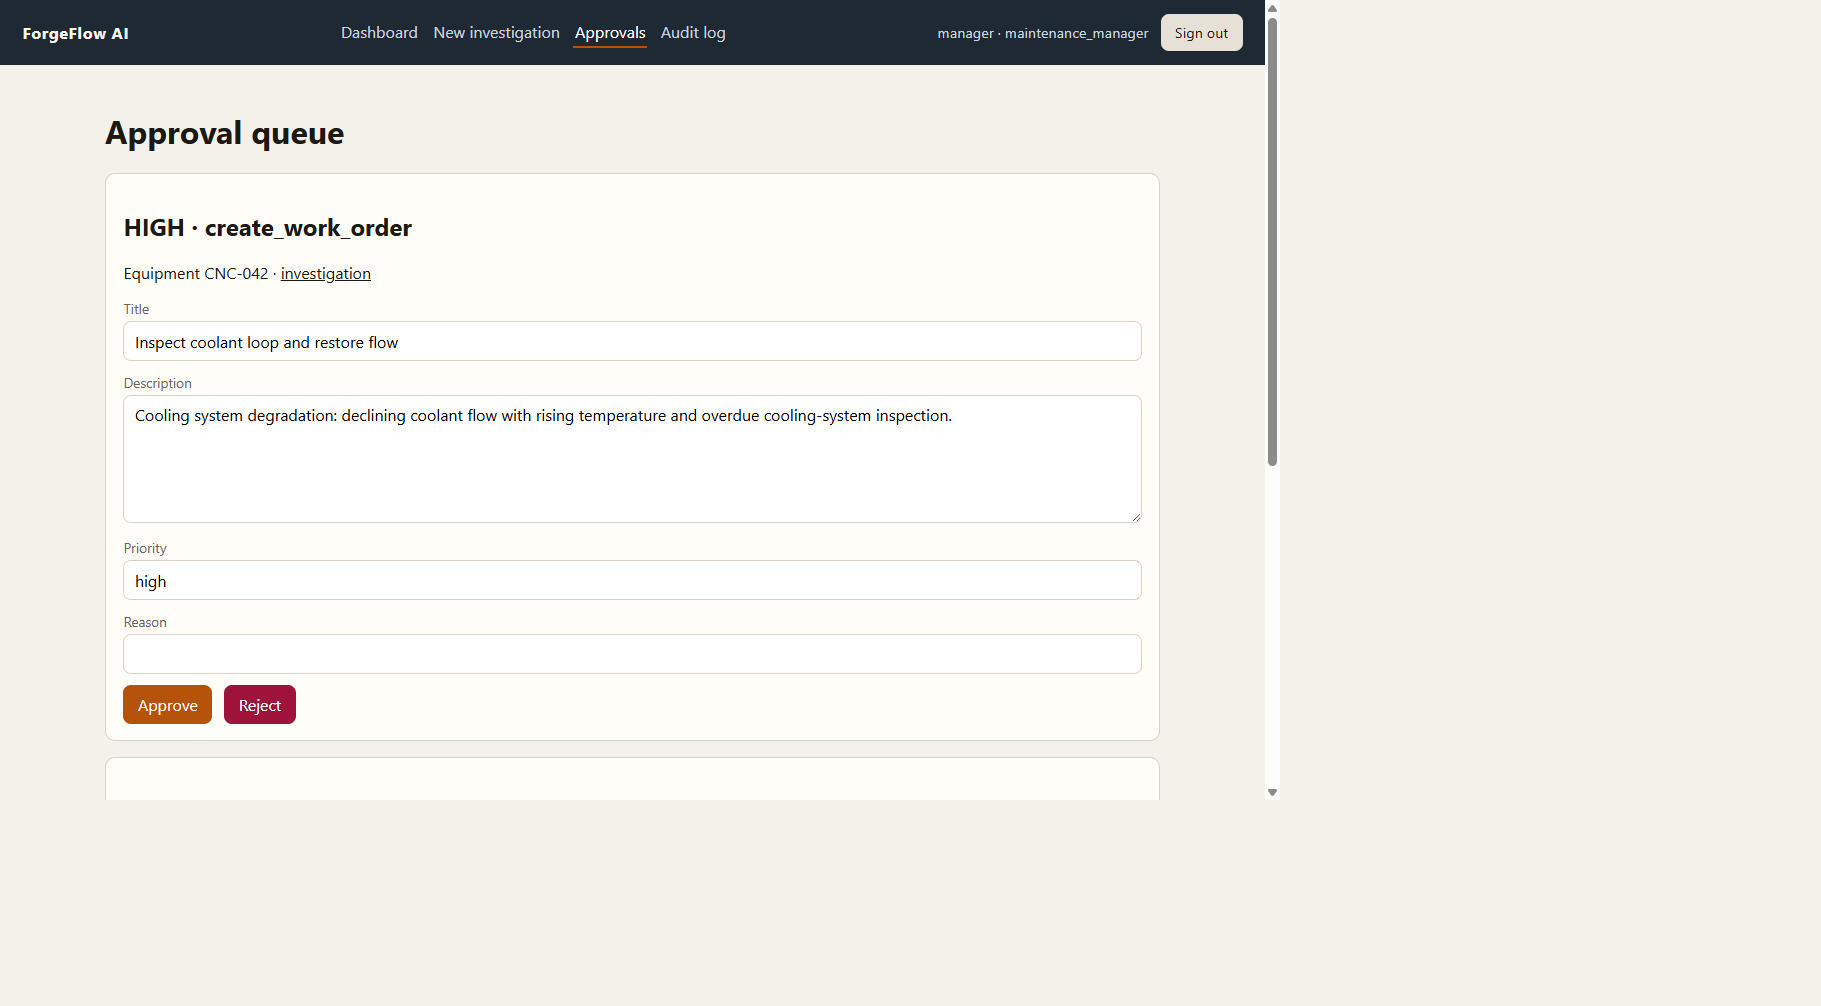 ForgeFlow AI
Dashboard New investigation Approvals Audit log
manager · maintenance_manager
Sign out
Approval queue
HIGH · create_work_order
Equipment CNC-042 · investigation
Title
Inspect coolant loop and restore flow
Description
Cooling system degradation: declining coolant flow with rising temperature and overdue cooling-system inspection.
Priority
high
Reason
Approve Reject